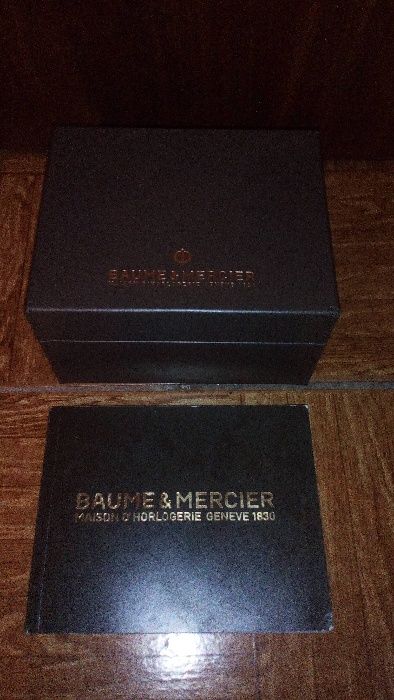 BAUME & MERCIER
BAUME & MERCIER
MAISON D'HORLOGERIE GENEVE 1830